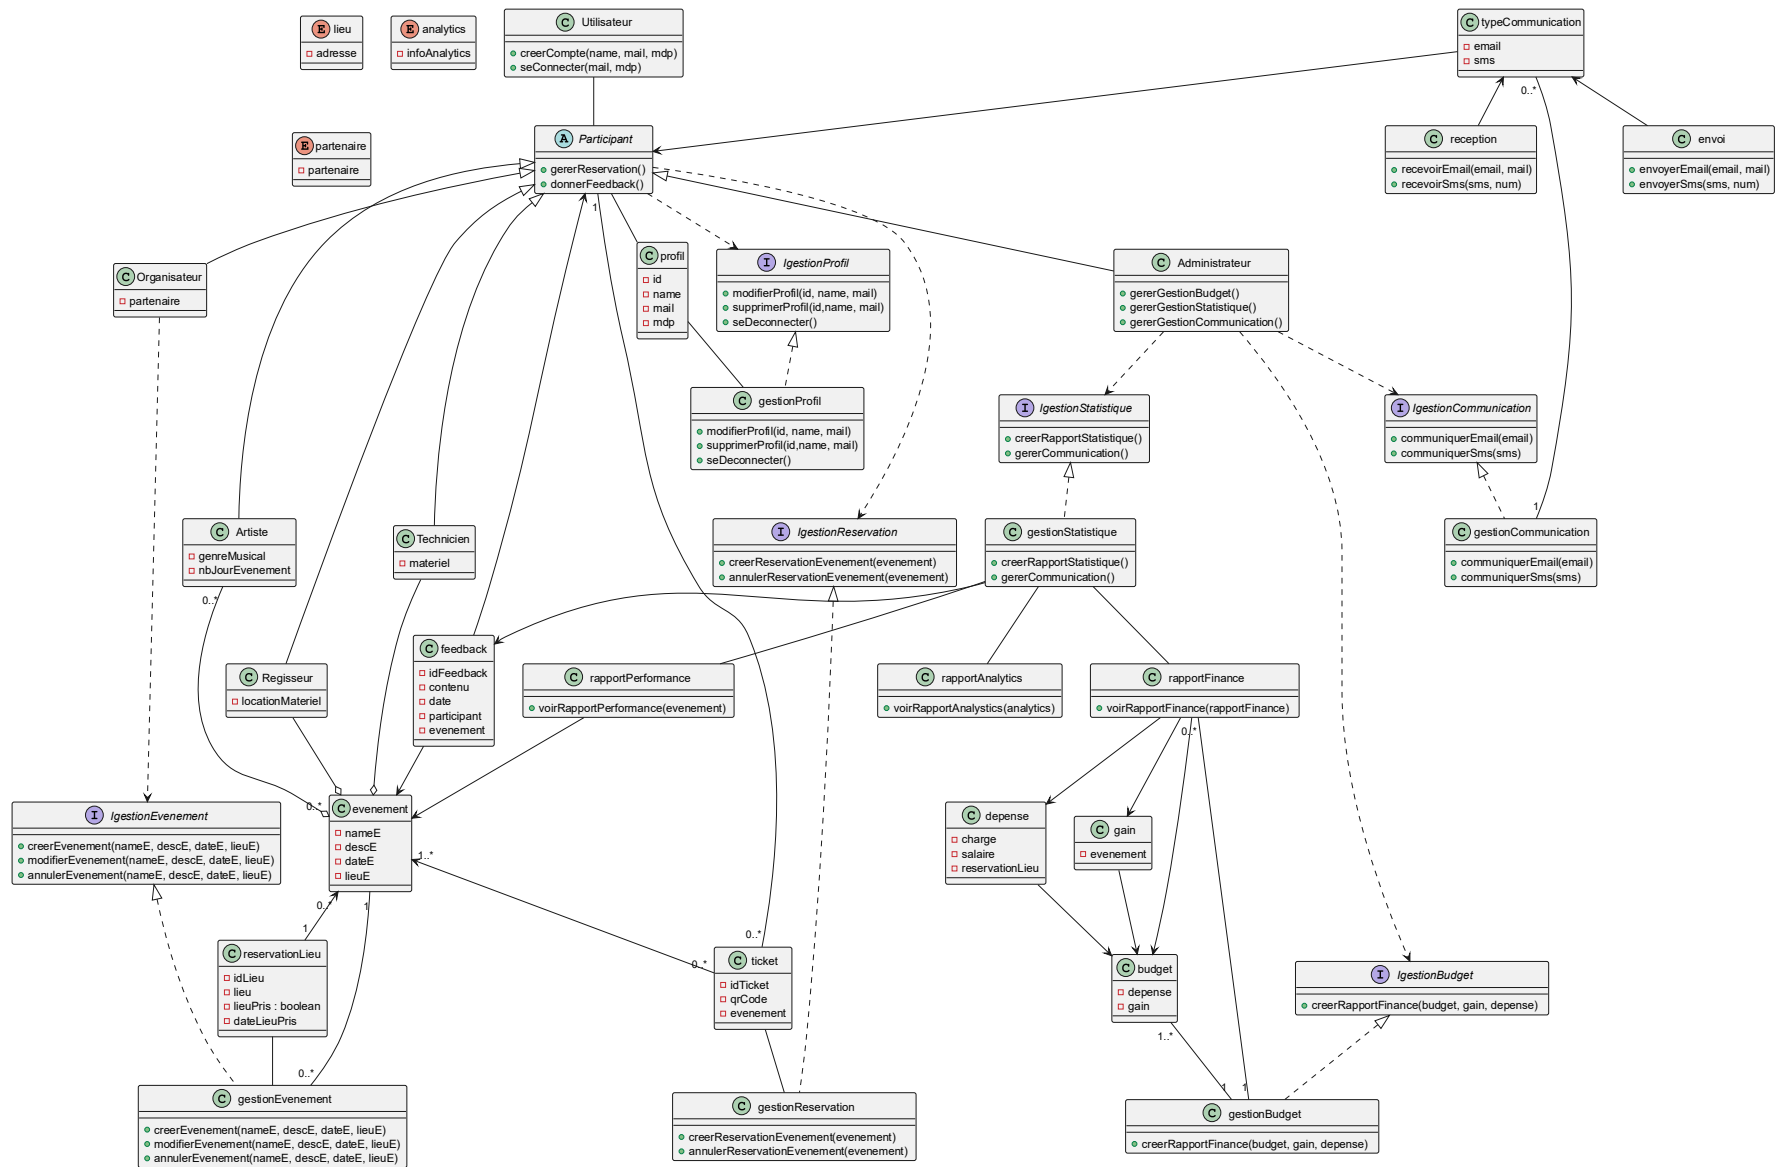 E lieu
adresse
E analytics
infoAnalytics
C Utilisateur
creerCompte(name, mail, mdp)
seConnecter(mail, mdp)
C typeCommunication
email
sms
0..*
E partenaire
partenaire
A Participant
gererReservation()
donnerFeedback()
1
C reception
recevoirEmail(email, mail)
recevoirSms(sms, num)
C envoi
envoyerEmail(email, mail)
envoyerSms(sms, num)
C Organisateur
partenaire
C profil
id
name
mail
mdp
I IgestionProfil
modifierProfil(id, name, mail)
supprimerProfil(id,name, mail)
seDeconnecter()
C Administrateur
gererGestionBudget()
gererGestionStatistique()
gererGestionCommunication()
C gestionProfil
modifierProfil(id, name, mail)
supprimerProfil(id,name, mail)
seDeconnecter()
I IgestionStatistique
creerRapportStatistique()
gererCommunication()
I IgestionCommunication
communiquerEmail(email)
communiquerSms(sms)
1
C Artiste
genreMusical
nbJourEvenement
0..*
C Technicien
materiel
I IgestionReservation
creerReservationEvenement(evenement)
annulerReservationEvenement(evenement)
C gestionStatistique
creerRapportStatistique()
gererCommunication()
C gestionCommunication
communiquerEmail(email)
communiquerSms(sms)
C Regisseur
locationMateriel
C feedback
idFeedback
contenu
date
participant
evenement
C rapportPerformance
voirRapportPerformance(evenement)
C rapportAnalytics
voirRapportAnalystics(analytics)
C rapportFinance
voirRapportFinance(rapportFinance)
0..*
I IgestionEvenement
creerEvenement(nameE, descE, dateE, lieuE)
modifierEvenement(nameE, descE, dateE, lieuE)
annulerEvenement(nameE, descE, dateE, lieuE)
0..*
C evenement
nameE
descE
dateE
lieuE
1..*
0..*
1
C depense
charge
salaire
reservationLieu
C gain
evenement
1
C reservationLieu
idLieu
lieu
lieuPris : boolean
dateLieuPris
0..*
0..*
0..*
C ticket
idTicket
qrCode
evenement
C budget
depense
gain
1..*
I IgestionBudget
creerRapportFinance(budget, gain, depense)
C gestionEvenement
creerEvenement(nameE, descE, dateE, lieuE)
modifierEvenement(nameE, descE, dateE, lieuE)
annulerEvenement(nameE, descE, dateE, lieuE)
C gestionReservation
creerReservationEvenement(evenement)
annulerReservationEvenement(evenement)
1
1
C gestionBudget
creerRapportFinance(budget, gain, depense)